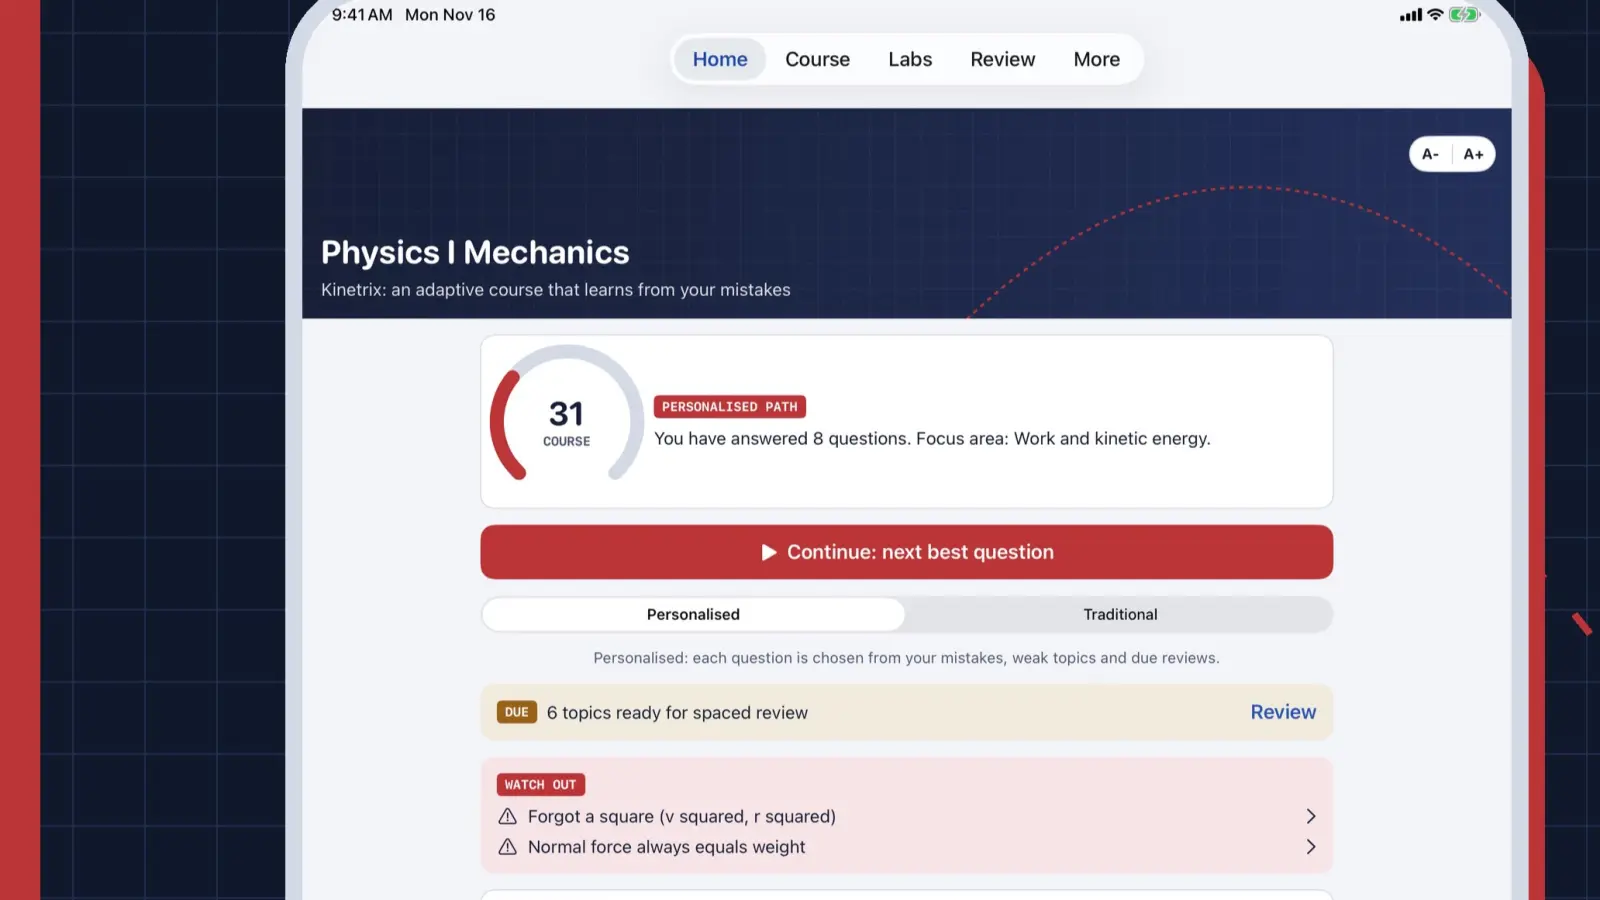 9:41 AM Mon Nov 16
Home Course Labs Review More
A- A+
Physics I Mechanics
Kinetrix: an adaptive course that learns from your mistakes
31
COURSE
PERSONALISED PATH
You have answered 8 questions. Focus area: Work and kinetic energy.
Continue: next best question
Personalised Traditional
Personalised: each question is chosen from your mistakes, weak topics and due reviews.
DUE 6 topics ready for spaced review Review
WATCH OUT
Forgot a square (v squared, r squared)
Normal force always equals weight